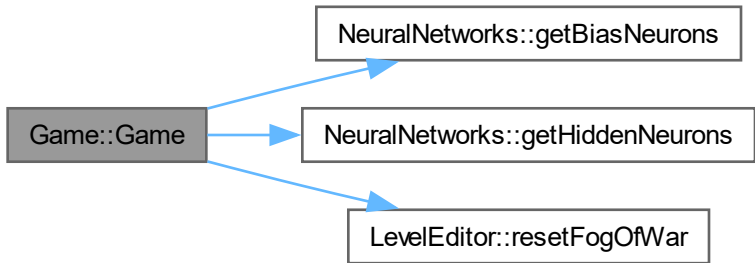 NeuralNetworks::getBiasNeurons
Game::Game
NeuralNetworks::getHiddenNeurons
LevelEditor::resetFogOfWar